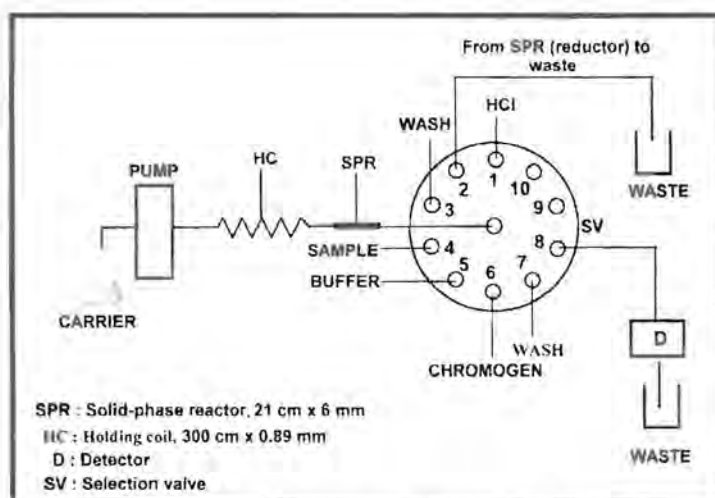 From SPR (reductor) to
waste
HCl
WASH
HC
SPR
PUMP
1
2
10
3
9
WASTE
SV
SAMPLE
4
8
BUFFER
5
6
7
CARRIER
WASH
D
CHROMOGEN
SPR : Solid-phase reactor, 21 cm x 6 mm
HC : Holding coil, 300 cm x 0.89 mm
D : Detector
WASTE
SV : Selection valve